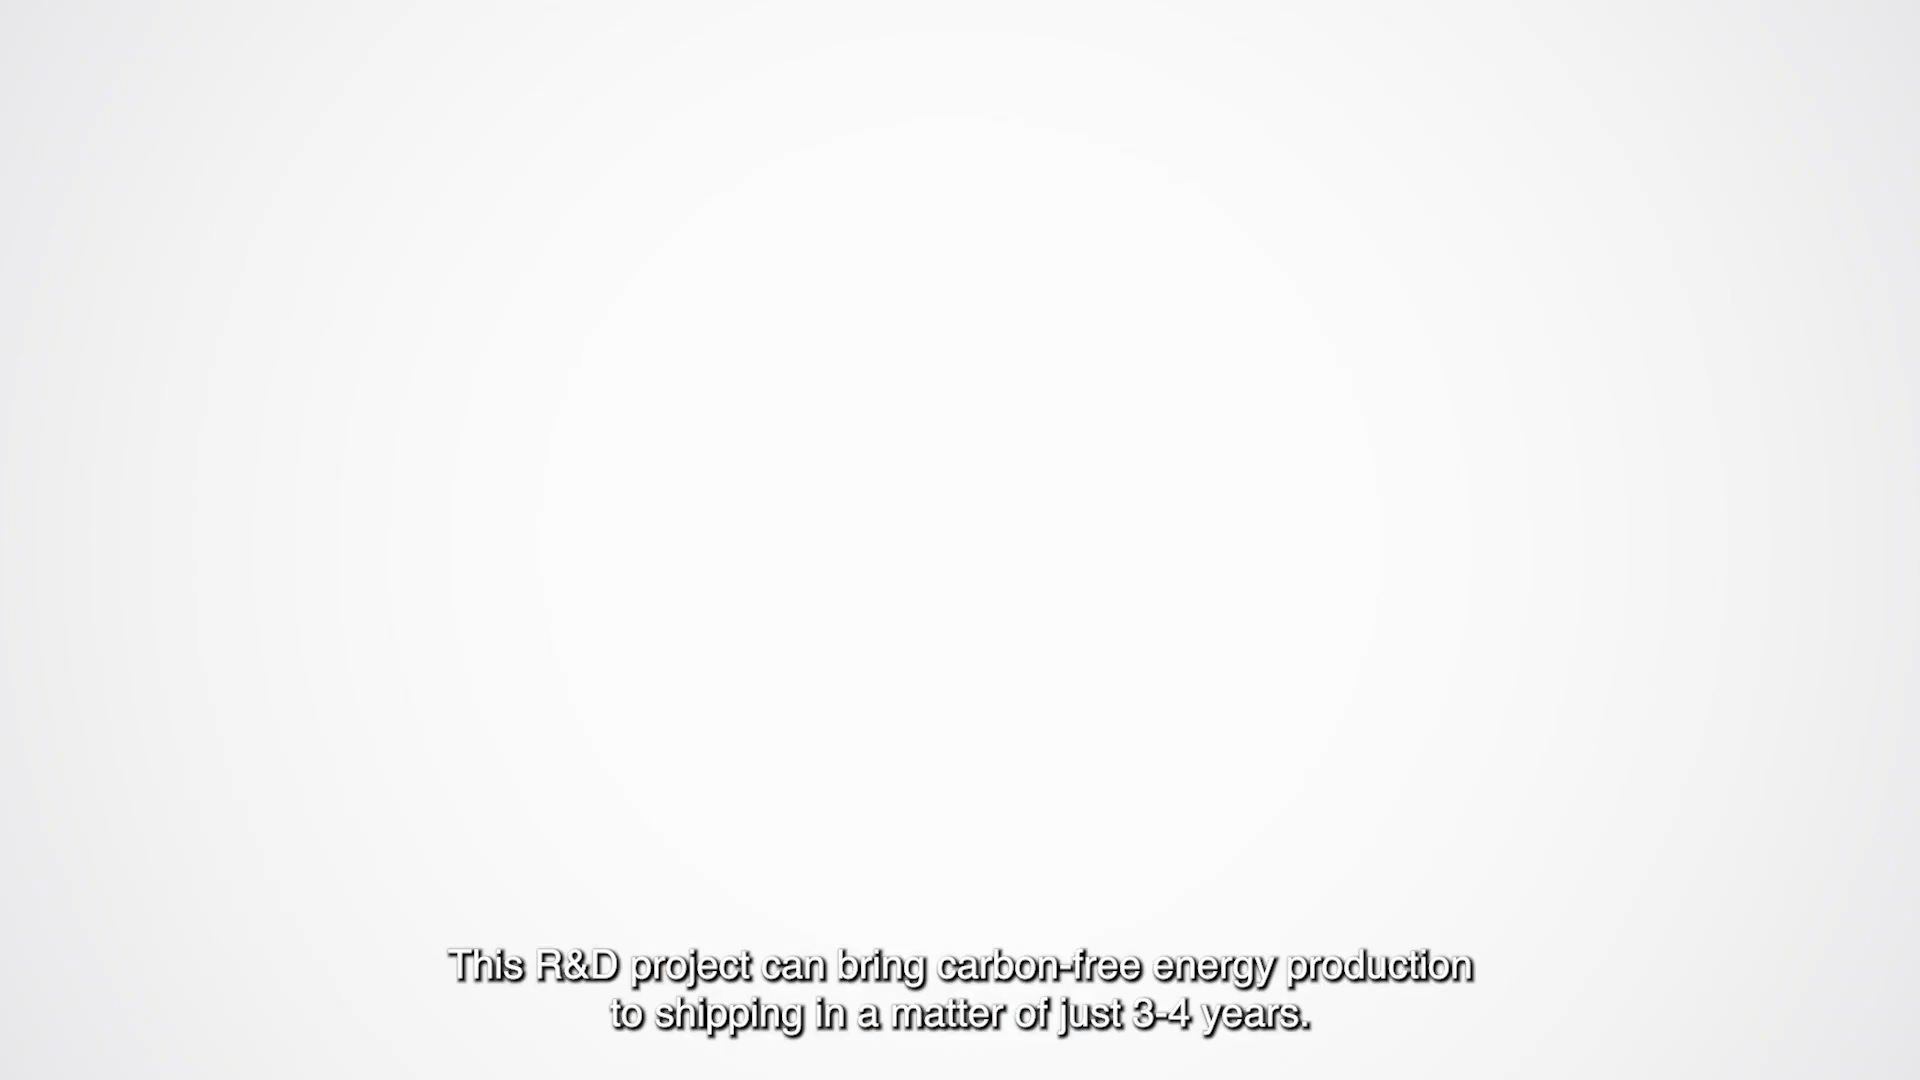 This R&D project can bring carbon-free energy production
to shipping in a matter of just 3-4 years.